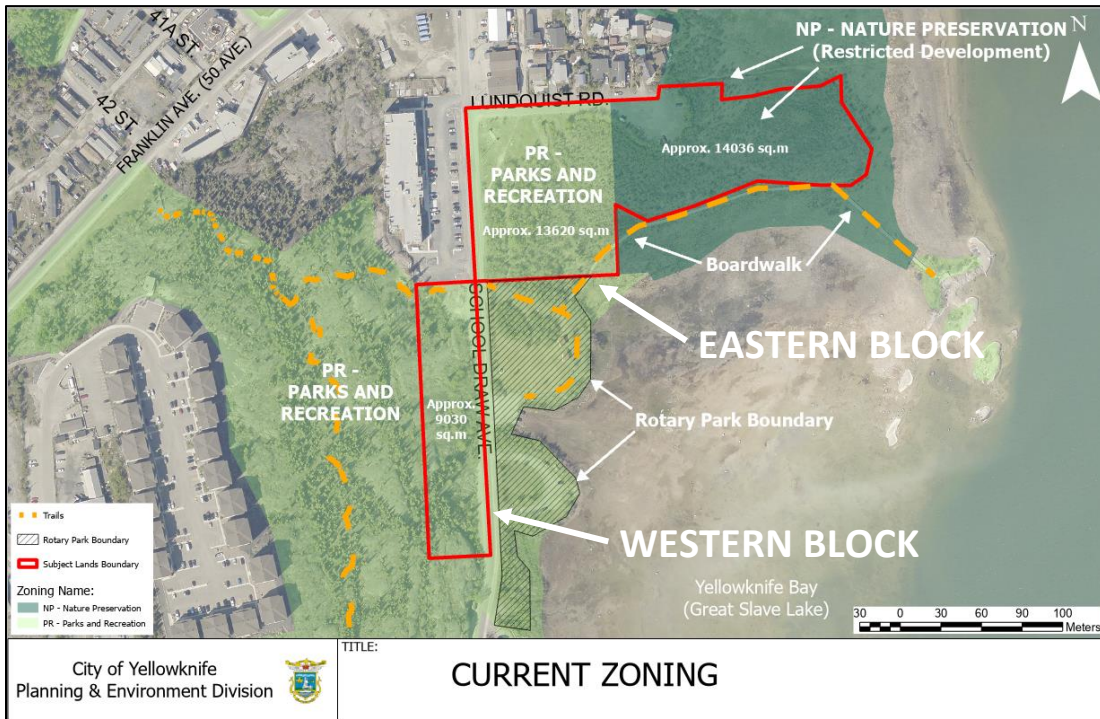 41A ST.
42 ST.
FRANKLIN AVE. (50 AVE.)
LUNDQUIST RD.
NP - NATURE PRESERVATION
(Restricted Development)
N
PR -
PARKS AND
RECREATION
Approx. 13620 sq.m
Approx. 14036 sq.m
Boardwalk
EASTERN BLOCK
SCHOOL DRAW AVE.
PR -
PARKS AND
RECREATION
Approx.
9030
sq.m
Rotary Park Boundary
WESTERN BLOCK
Yellowknife Bay
(Great Slave Lake)
30 0 30 60 90 100
Meters
Trails
Rotary Park Boundary
Subject Lands Boundary
Zoning Name:
NP - Nature Preservation
PR - Parks and Recreation
City of Yellowknife
Planning & Environment Division
TITLE:
CURRENT ZONING